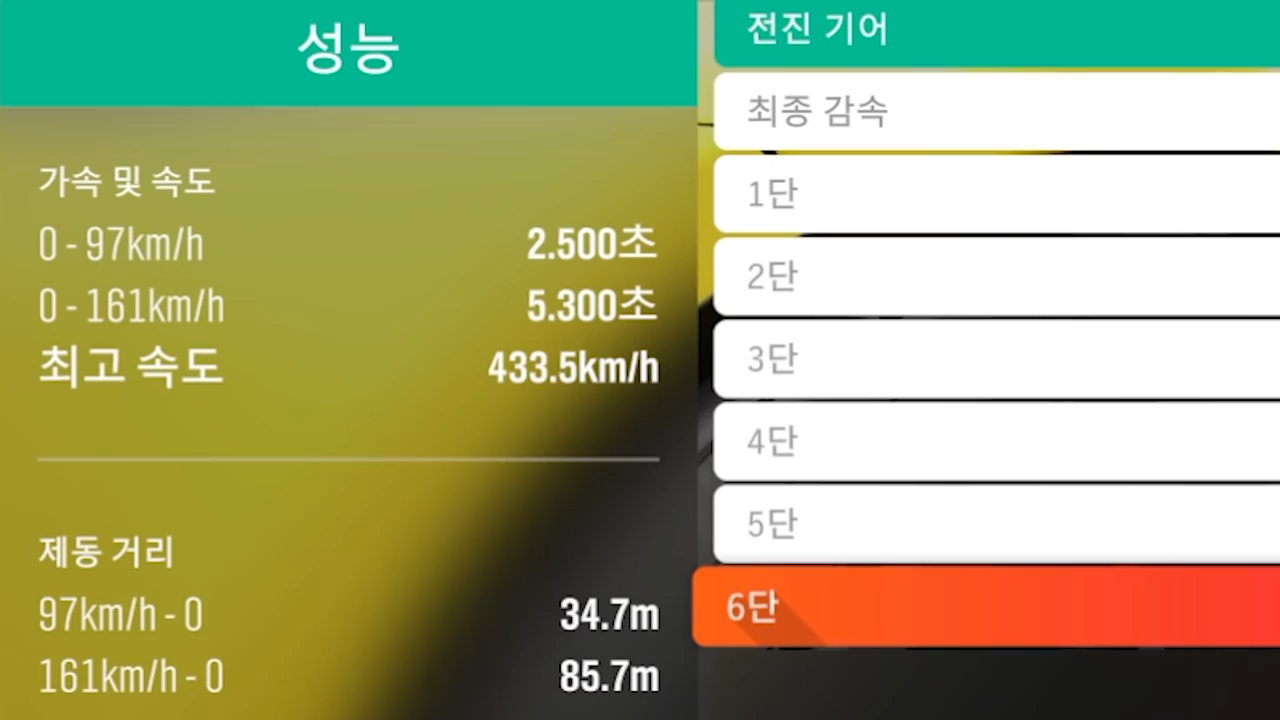 성능
가속 및 속도
0 - 97km/h 2.500초
0 - 161km/h 5.300초
최고 속도 433.5km/h
제동 거리
97km/h - 0 34.7m
161km/h - 0 85.7m
전진 기어
최종 감속
1단
2단
3단
4단
5단
6단